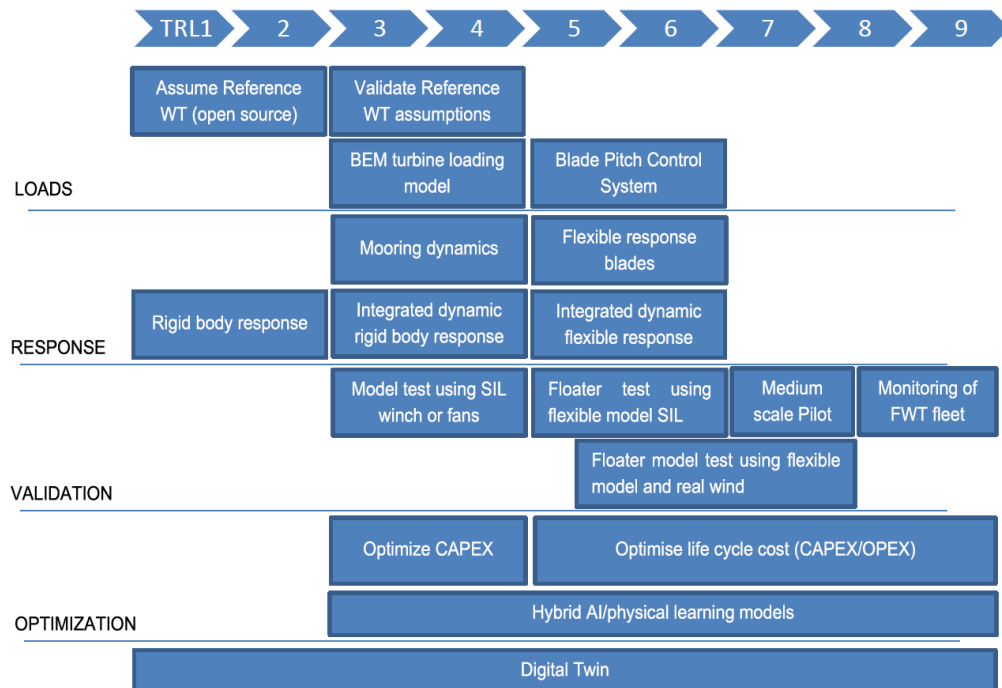 TRL1 2 3 4 5 6 7 8 9
Assume Reference
WT (open source)
Validate Reference
WT assumptions
BEM turbine loading
model
Blade Pitch Control
System
LOADS
Mooring dynamics
Flexible response
blades
Rigid body response
Integrated dynamic
rigid body response
Integrated dynamic
flexible response
RESPONSE
Model test using SIL
winch or fans
Floater test using
flexible model SIL
Medium
scale Pilot
Monitoring of
FWT fleet
Floater model test using flexible
model and real wind
VALIDATION
Optimize CAPEX
Optimise life cycle cost (CAPEX/OPEX)
Hybrid AI/physical learning models
OPTIMIZATION
Digital Twin